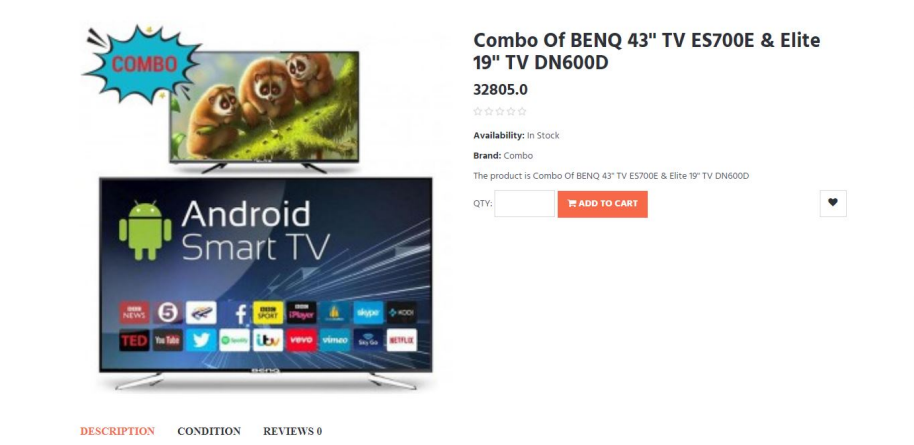 COMBO
Android
Smart TV
BBC NEWS 5 f BBC SPORT iPlayer skype KODI
TED YouTube Spotify itv vevo vimeo Sky Go NETFLIX
BENQ
Combo Of BENQ 43" TV ES700E & Elite
19" TV DN600D
32805.0
Availability: In Stock
Brand: Combo
The product is Combo Of BENQ 43" TV ES700E & Elite 19" TV DN600D
QTY: ADD TO CART
DESCRIPTION CONDITION REVIEWS 0